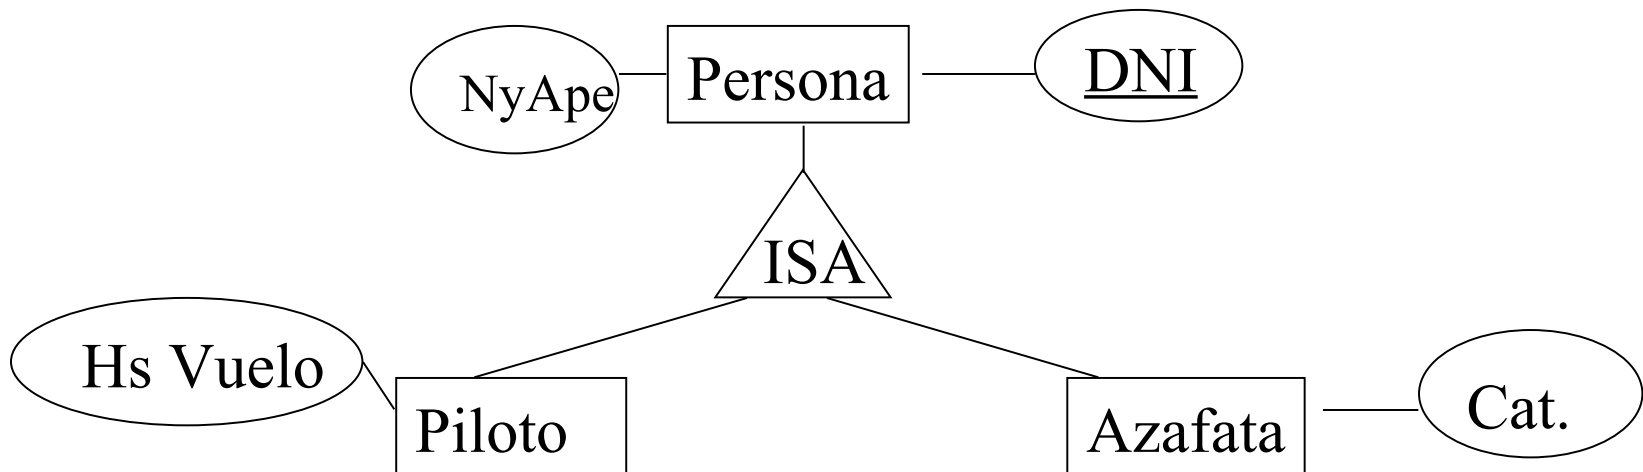 NyApe
Persona
DNI
ISA
Hs Vuelo
Piloto
Azafata
Cat.